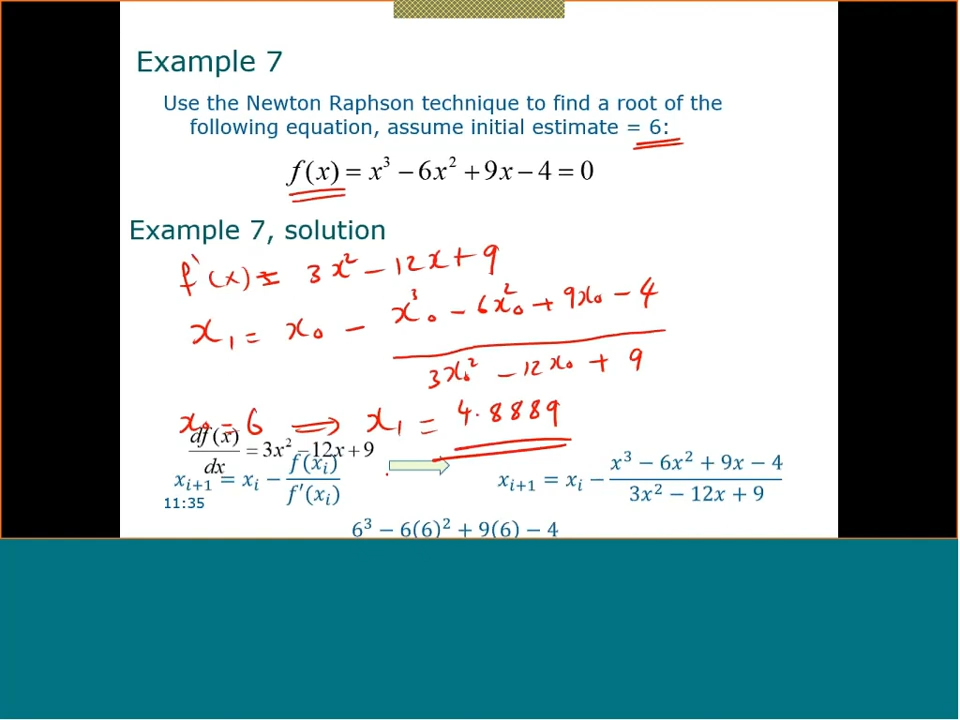 Example 7
Use the Newton Raphson technique to find a root of the
following equation, assume initial estimate = 6:
f(x) = x³ − 6x² + 9x − 4 = 0
Example 7, solution
f'(x) = 3x² − 12x + 9
x₁ = x₀ − (x₀³ − 6x₀² + 9x₀ − 4) / (3x₀² − 12x₀ + 9)
x₀ = 6 ⟹ x₁ = 4.8889
df(x)/dx = 3x² − 12x + 9
xᵢ₊₁ = xᵢ − f(xᵢ)/f′(xᵢ)
xᵢ₊₁ = xᵢ − (x³ − 6x² + 9x − 4) / (3x² − 12x + 9)
11:35
6³ − 6(6)² + 9(6) − 4